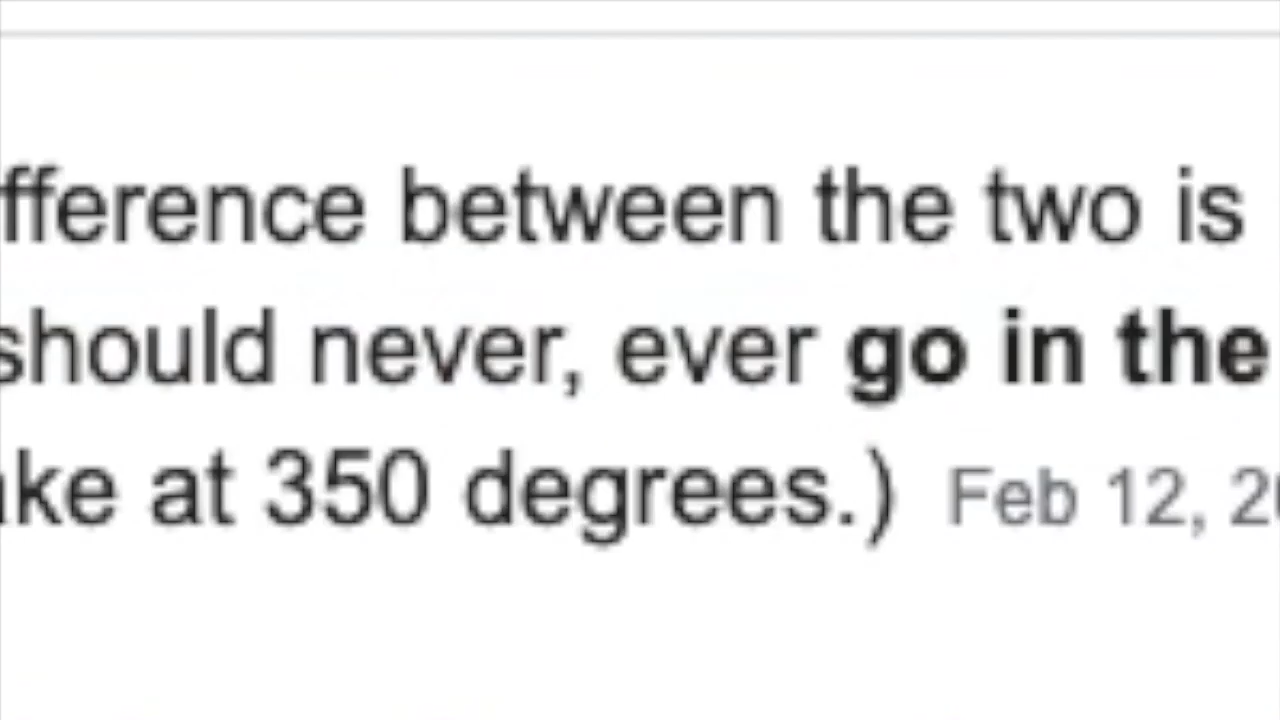 fference between the two is
should never, ever go in the
ke at 350 degrees.) Feb 12, 2